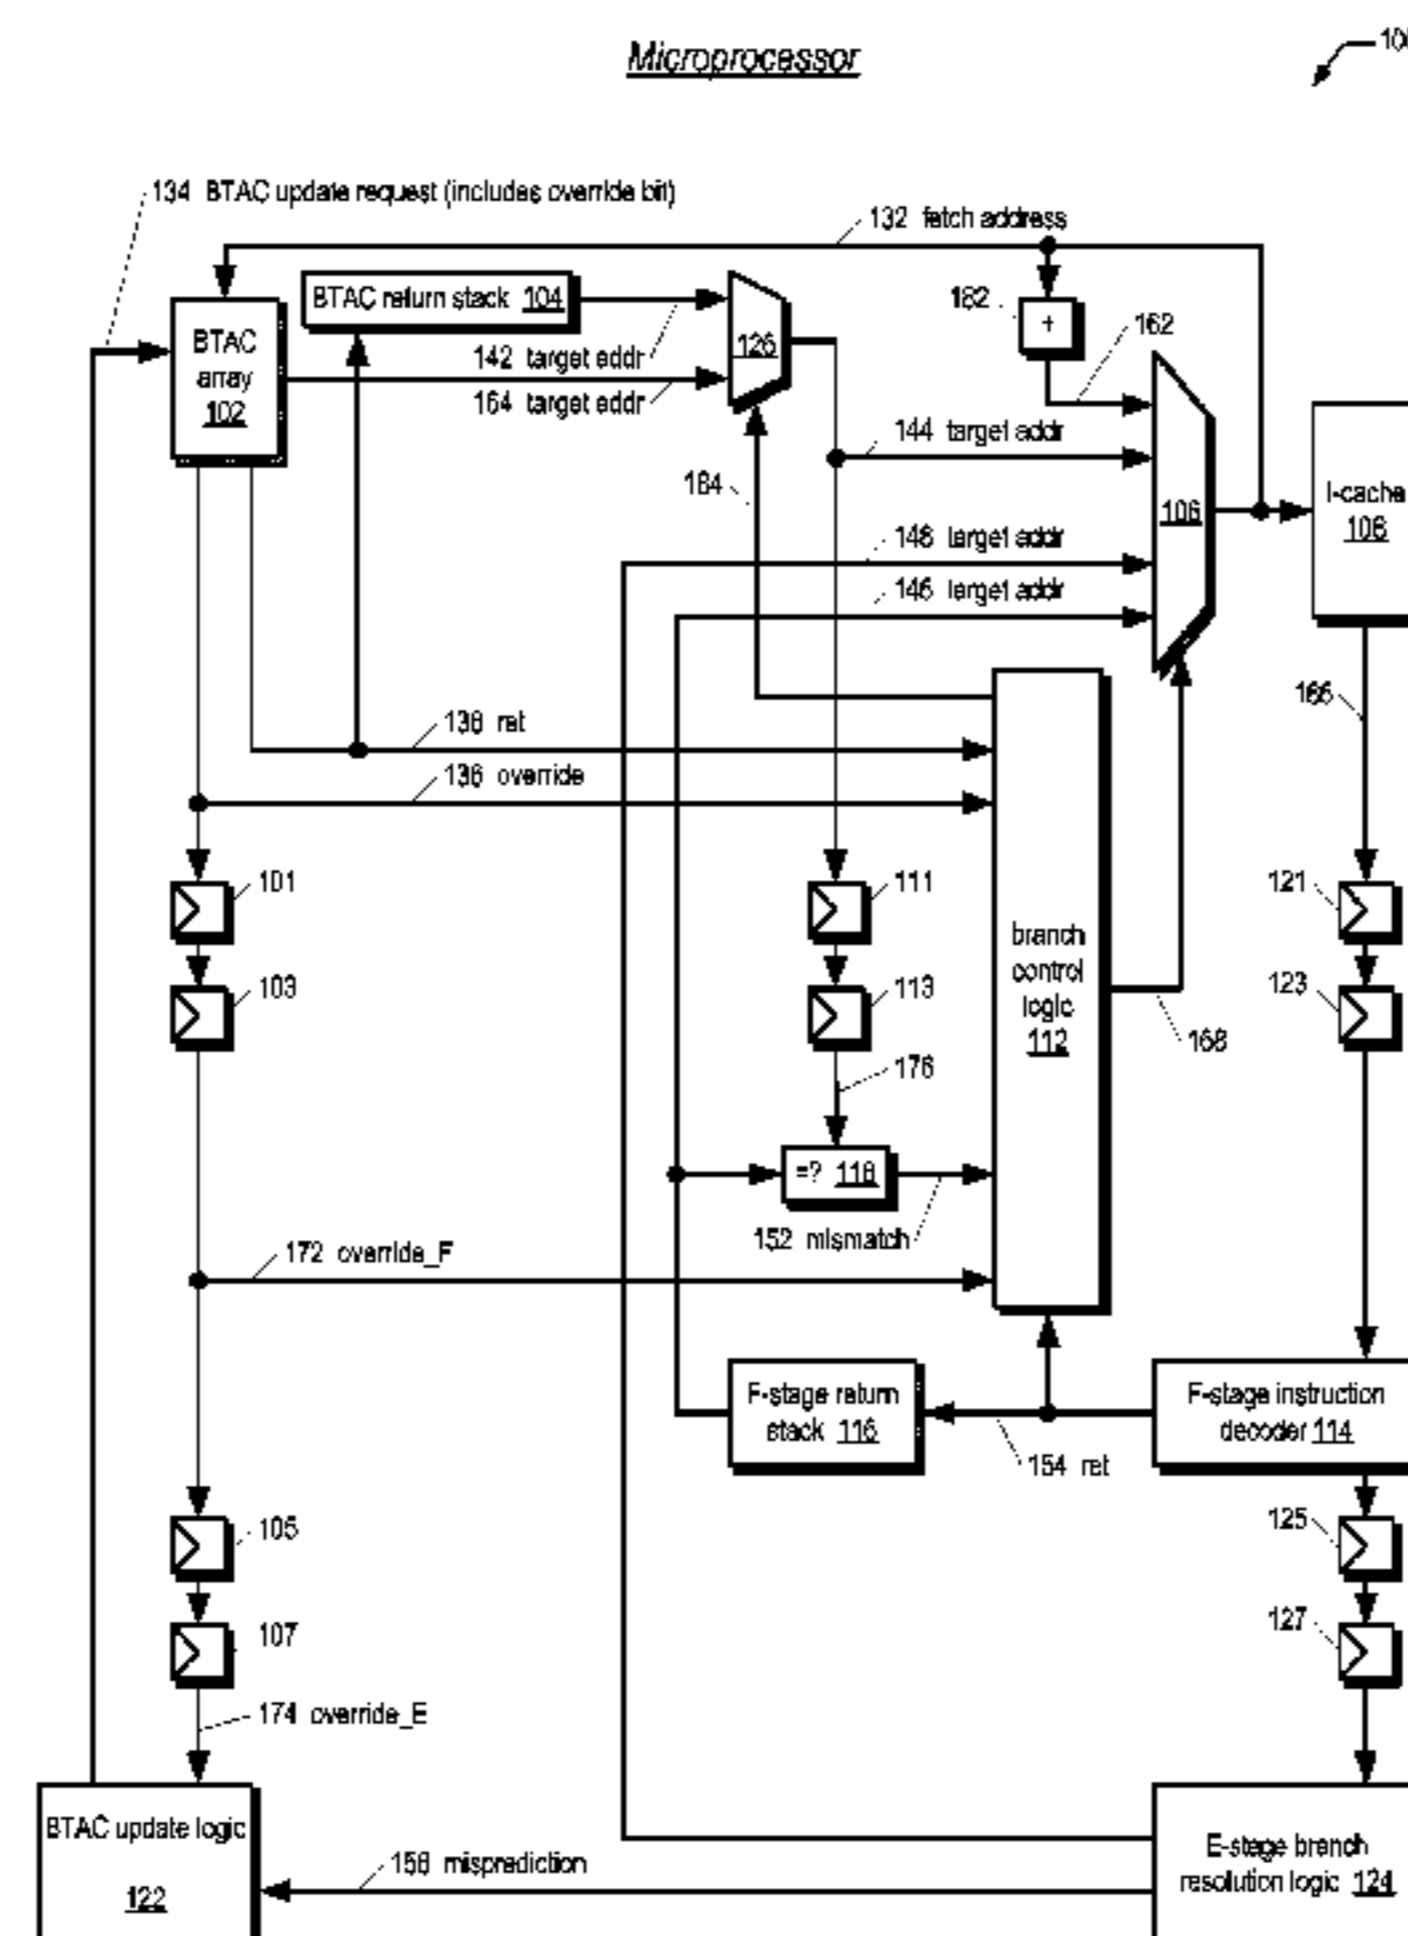 Microprocessor
134 BTAC update request (includes override bit)
132 fetch address
BTAC return stack 104
182
+
162
BTAC
array
102
126
142 target addr
164 target addr
144 target addr
184
106
I-cache
108
148 target addr
146 target addr
138 ret
136 override
101
111
121
branch
control
logic
112
103
113
123
168
176
=? 118
152 mismatch
172 override_F
F-stage return
stack 116
F-stage instruction
decoder 114
154 ret
105
125
107
127
174 override_E
BTAC update logic
122
E-stage branch
resolution logic 124